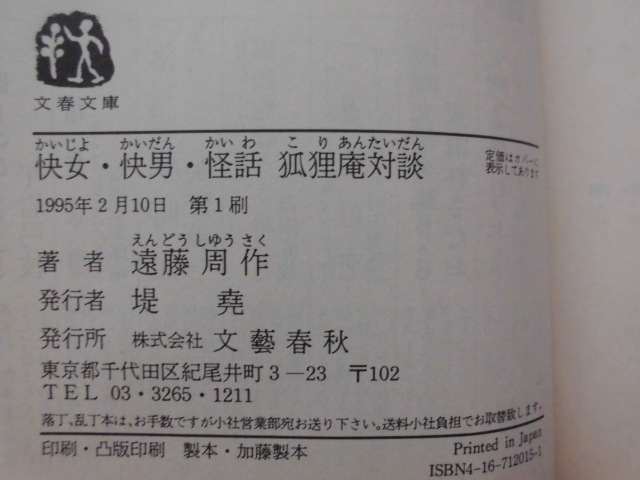 文春文庫
かいじよ かいだん かいわ こりあんたいだん
快女・快男・怪話 狐狸庵対談
定価はカバーに
表示してあります
1995年2月10日 第1刷
えんどうしゆうさく
著者 遠藤周作
発行者 堤 堯
発行所 株式会社 文藝春秋
東京都千代田区紀尾井町3—23 〒102
TEL 03・3265・1211
落丁、乱丁本は、お手数ですが小社営業部宛お送り下さい。送料小社負担でお取替致します。
印刷・凸版印刷 製本・加藤製本
Printed in Japan
ISBN4-16-712015-1